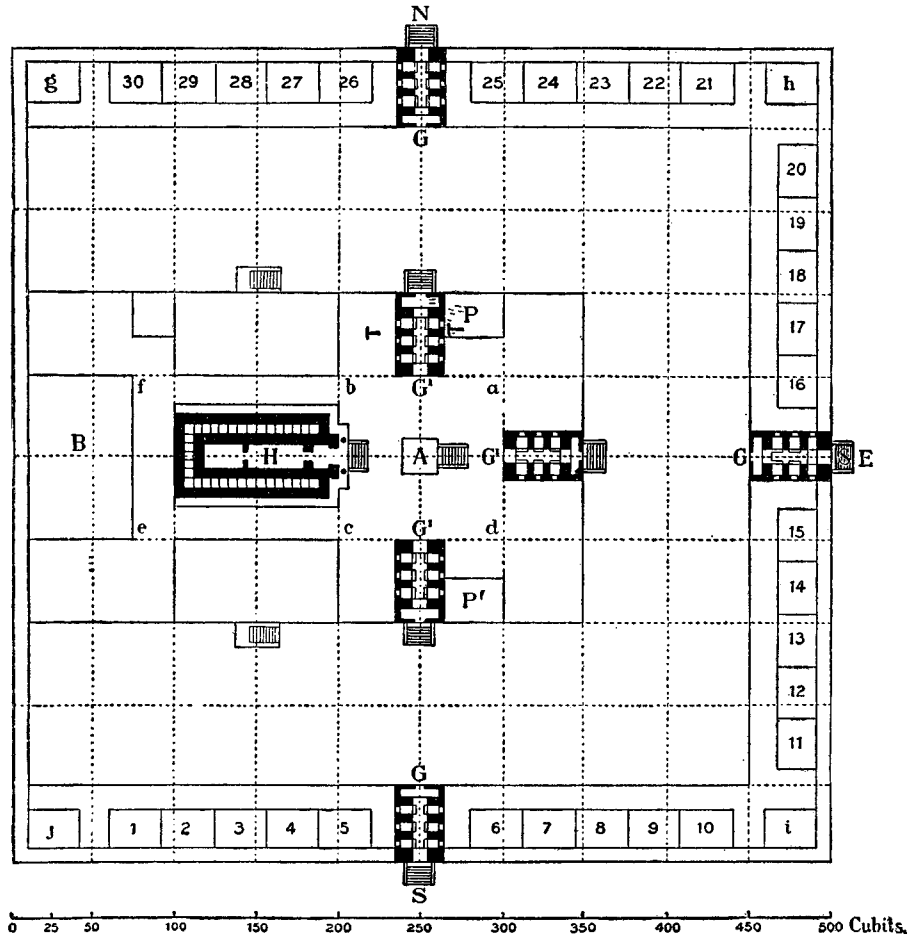 N
g 30 29 28 27 26 25 24 23 22 21 h
G
20
19
18
P
17
T T
16
f b G' a
B H A G' G E
e c G' d
15
14
P'
13
12
11
G
J 1 2 3 4 5 6 7 8 9 10 i
S
0 25 50 100 150 200 250 300 350 400 450 500 Cubits.